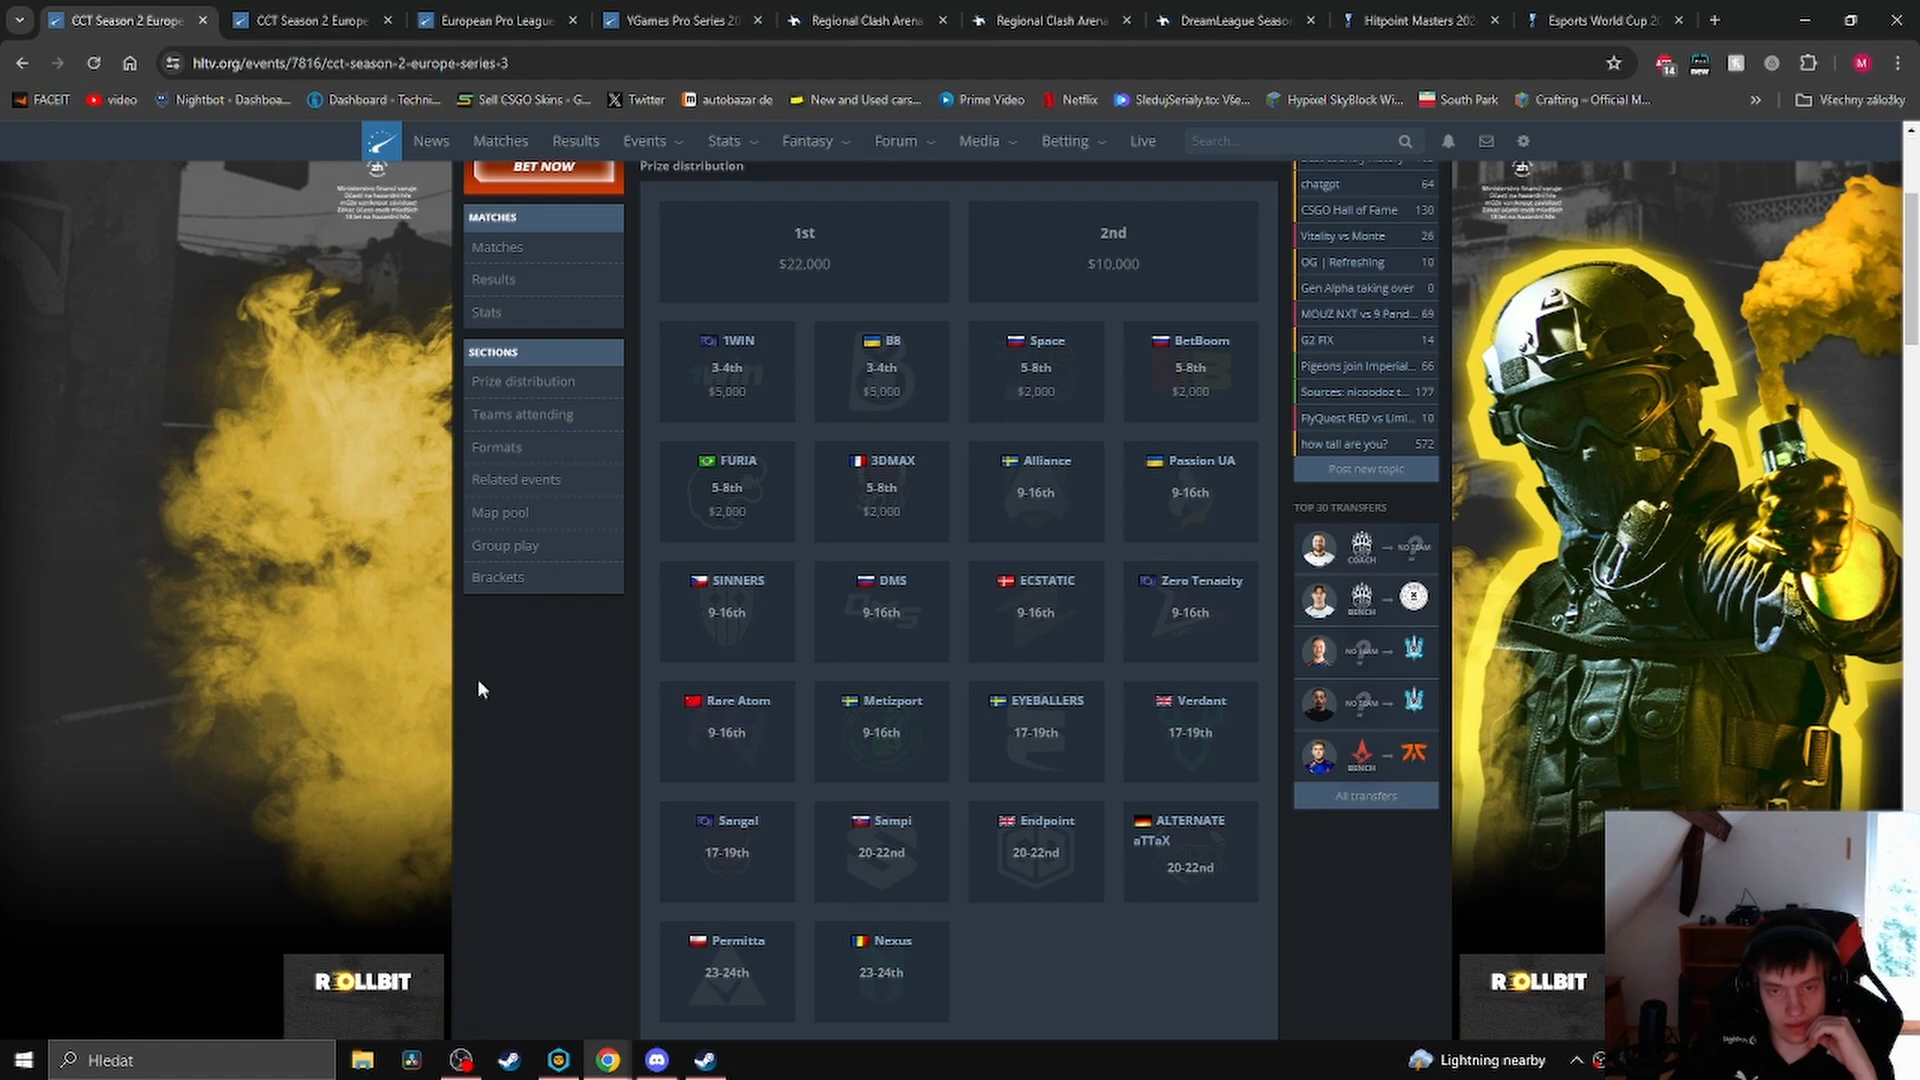 CCT Season 2 Europe
CCT Season 2 Europe
European Pro League
YGames Pro Series 20
Regional Clash Arena
Regional Clash Arena
DreamLeague Season
Hitpoint Masters 202
Esports World Cup 20
hltv.org/events/7816/cct-season-2-europe-series-3
14
new
M
FACEIT
video
Nightbot - Dashboa...
Dashboard - Techni...
Sell CSGO Skins - G...
Twitter
autobazar de
New and Used cars...
Prime Video
Netflix
SledujSerialy.to: Vše...
Hypixel SkyBlock Wi...
South Park
Crafting – Official M...
Všechny záložky
News
Matches
Results
Events
Stats
Fantasy
Forum
Media
Betting
Live
Search...
BET NOW
MATCHES
Matches
Results
Stats
SECTIONS
Prize distribution
Teams attending
Formats
Related events
Map pool
Group play
Brackets
Prize distribution
1st
$22.000
2nd
$10.000
1WIN
3-4th
$5,000
B8
3-4th
$5,000
Space
5-8th
$2,000
BetBoom
5-8th
$2,000
FURIA
5-8th
$2,000
3DMAX
5-8th
$2,000
Alliance
9-16th
Passion UA
9-16th
SINNERS
9-16th
DMS
9-16th
ECSTATIC
9-16th
Zero Tenacity
9-16th
Rare Atom
9-16th
Metizport
9-16th
EYEBALLERS
17-19th
Verdant
17-19th
Sangal
17-19th
Sampi
20-22nd
Endpoint
20-22nd
ALTERNATE
aTTaX
20-22nd
Permitta
23-24th
Nexus
23-24th
chatgpt 64
CSGO Hall of Fame 130
Vitality vs Monte 26
OG | Refreshing 10
Gen Alpha taking over 0
MOUZ NXT vs 9 Pand... 69
G2 FIX 14
Pigeons join Imperial... 66
Sources: nicoodoz t... 177
FlyQuest RED vs Limi... 10
how tall are you? 572
Post new topic
TOP 30 TRANSFERS
COACH
NO TEAM
BENCH
NO TEAM
NO TEAM
BENCH
All transfers
ROLLBIT
ROLLBIT
Hledat
Lightning nearby